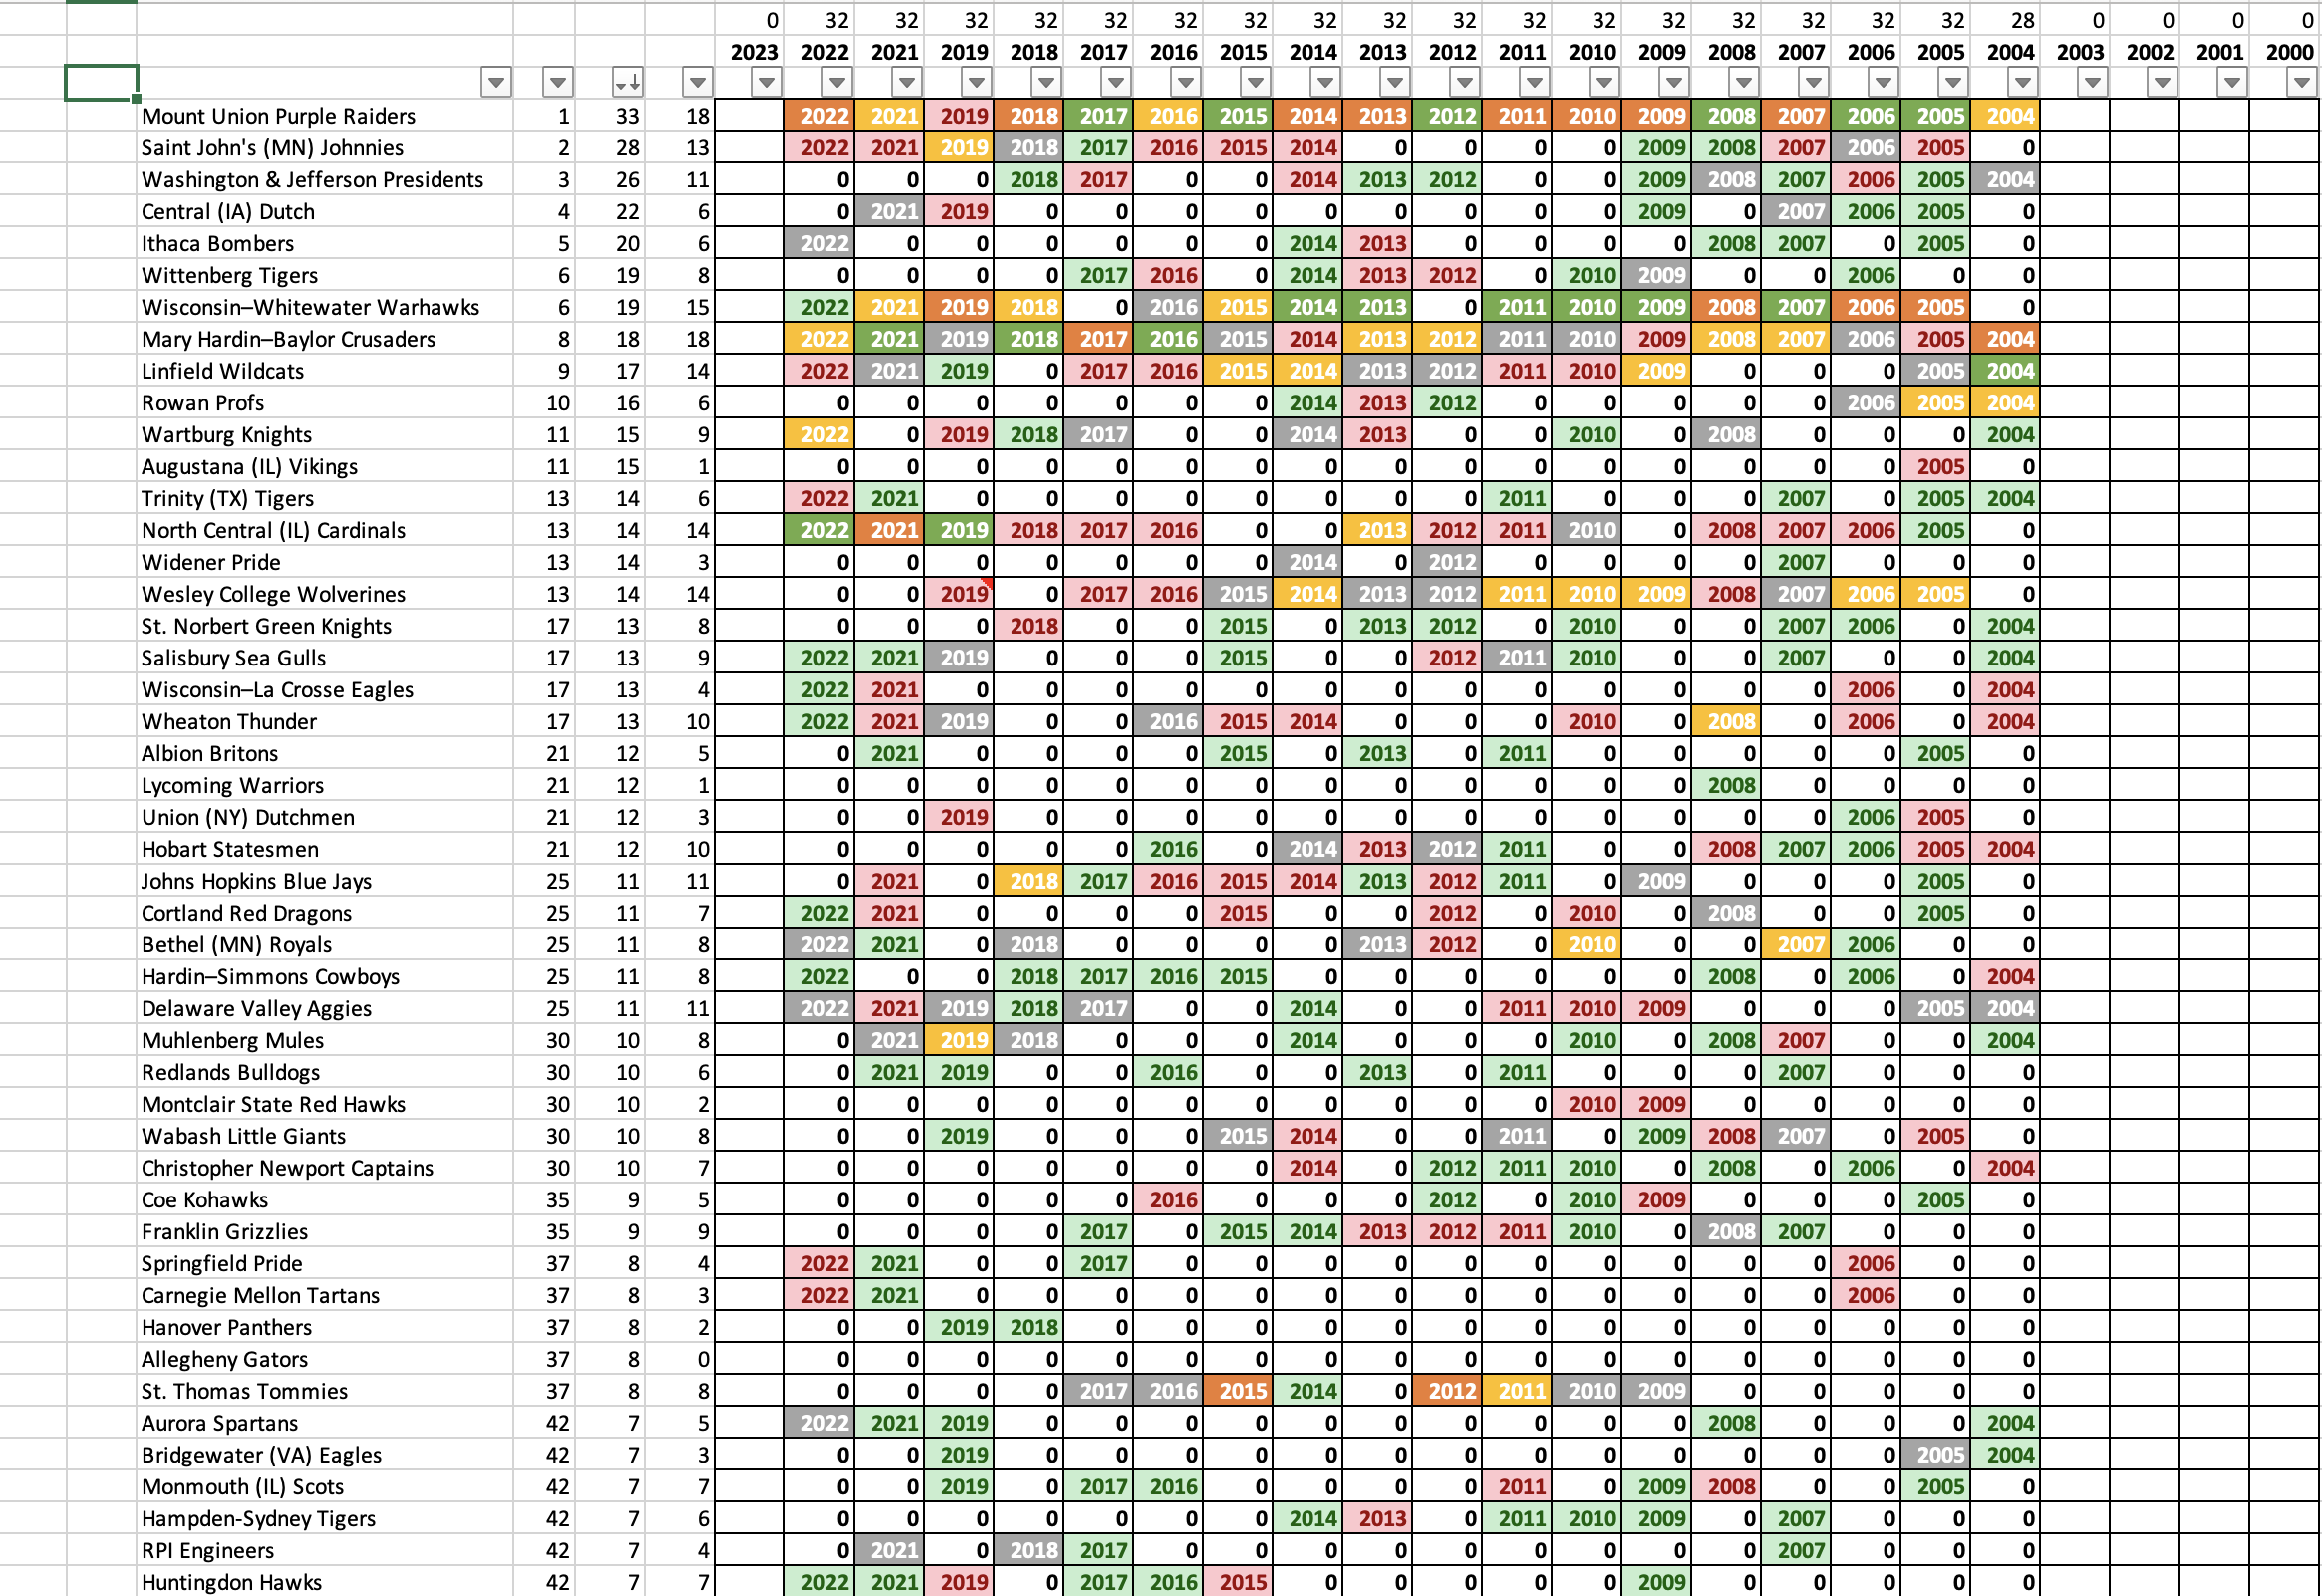 0 32 32 32 32 32 32 32 32 32 32 32 32 32 32 32 32 32 28 0 0 0 0
2023 2022 2021 2019 2018 2017 2016 2015 2014 2013 2012 2011 2010 2009 2008 2007 2006 2005 2004 2003 2002 2001 2000
Mount Union Purple Raiders 1 33 18 2022 2021 2019 2018 2017 2016 2015 2014 2013 2012 2011 2010 2009 2008 2007 2006 2005 2004
Saint John's (MN) Johnnies 2 28 13 2022 2021 2019 2018 2017 2016 2015 2014 0 0 0 0 2009 2008 2007 2006 2005 0
Washington & Jefferson Presidents 3 26 11 0 0 0 2018 2017 0 0 2014 2013 2012 0 0 2009 2008 2007 2006 2005 2004
Central (IA) Dutch 4 22 6 0 2021 2019 0 0 0 0 0 0 0 0 0 2009 0 2007 2006 2005 0
Ithaca Bombers 5 20 6 2022 0 0 0 0 0 0 2014 2013 0 0 0 0 2008 2007 0 2005 0
Wittenberg Tigers 6 19 8 0 0 0 0 2017 2016 0 2014 2013 2012 0 2010 2009 0 0 2006 0 0
Wisconsin–Whitewater Warhawks 6 19 15 2022 2021 2019 2018 0 2016 2015 2014 2013 0 2011 2010 2009 2008 2007 2006 2005 0
Mary Hardin–Baylor Crusaders 8 18 18 2022 2021 2019 2018 2017 2016 2015 2014 2013 2012 2011 2010 2009 2008 2007 2006 2005 2004
Linfield Wildcats 9 17 14 2022 2021 2019 0 2017 2016 2015 2014 2013 2012 2011 2010 2009 0 0 0 2005 2004
Rowan Profs 10 16 6 0 0 0 0 0 0 0 2014 2013 2012 0 0 0 0 0 2006 2005 2004
Wartburg Knights 11 15 9 2022 0 2019 2018 2017 0 0 2014 2013 0 0 2010 0 2008 0 0 0 2004
Augustana (IL) Vikings 11 15 1 0 0 0 0 0 0 0 0 0 0 0 0 0 0 0 0 2005 0
Trinity (TX) Tigers 13 14 6 2022 2021 0 0 0 0 0 0 0 0 2011 0 0 0 2007 0 2005 2004
North Central (IL) Cardinals 13 14 14 2022 2021 2019 2018 2017 2016 0 0 2013 2012 2011 2010 0 2008 2007 2006 2005 0
Widener Pride 13 14 3 0 0 0 0 0 0 0 2014 0 2012 0 0 0 0 2007 0 0 0
Wesley College Wolverines 13 14 14 0 0 2019 0 2017 2016 2015 2014 2013 2012 2011 2010 2009 2008 2007 2006 2005 0
St. Norbert Green Knights 17 13 8 0 0 0 2018 0 0 2015 0 2013 2012 0 2010 0 0 2007 2006 0 2004
Salisbury Sea Gulls 17 13 9 2022 2021 2019 0 0 0 2015 0 0 2012 2011 2010 0 0 2007 0 0 2004
Wisconsin–La Crosse Eagles 17 13 4 2022 2021 0 0 0 0 0 0 0 0 0 0 0 0 0 2006 0 2004
Wheaton Thunder 17 13 10 2022 2021 2019 0 0 2016 2015 2014 0 0 0 2010 0 2008 0 2006 0 2004
Albion Britons 21 12 5 0 2021 0 0 0 0 2015 0 2013 0 2011 0 0 0 0 0 2005 0
Lycoming Warriors 21 12 1 0 0 0 0 0 0 0 0 0 0 0 0 0 2008 0 0 0 0
Union (NY) Dutchmen 21 12 3 0 0 2019 0 0 0 0 0 0 0 0 0 0 0 0 2006 2005 0
Hobart Statesmen 21 12 10 0 0 0 0 0 2016 0 2014 2013 2012 2011 0 0 2008 2007 2006 2005 2004
Johns Hopkins Blue Jays 25 11 11 0 2021 0 2018 2017 2016 2015 2014 2013 2012 2011 0 2009 0 0 0 2005 0
Cortland Red Dragons 25 11 7 2022 2021 0 0 0 0 2015 0 0 2012 0 2010 0 2008 0 0 2005 0
Bethel (MN) Royals 25 11 8 2022 2021 0 2018 0 0 0 0 2013 2012 0 2010 0 0 2007 2006 0 0
Hardin–Simmons Cowboys 25 11 8 2022 0 0 2018 2017 2016 2015 0 0 0 0 0 0 2008 0 2006 0 2004
Delaware Valley Aggies 25 11 11 2022 2021 2019 2018 2017 0 0 2014 0 0 2011 2010 2009 0 0 0 2005 2004
Muhlenberg Mules 30 10 8 0 2021 2019 2018 0 0 0 2014 0 0 0 2010 0 2008 2007 0 0 2004
Redlands Bulldogs 30 10 6 0 2021 2019 0 0 2016 0 0 2013 0 2011 0 0 0 2007 0 0 0
Montclair State Red Hawks 30 10 2 0 0 0 0 0 0 0 0 0 0 0 2010 2009 0 0 0 0 0
Wabash Little Giants 30 10 8 0 0 2019 0 0 0 2015 2014 0 0 2011 0 2009 2008 2007 0 2005 0
Christopher Newport Captains 30 10 7 0 0 0 0 0 0 0 2014 0 2012 2011 2010 0 2008 0 2006 0 2004
Coe Kohawks 35 9 5 0 0 0 0 0 2016 0 0 0 2012 0 2010 2009 0 0 0 2005 0
Franklin Grizzlies 35 9 9 0 0 0 0 2017 0 2015 2014 2013 2012 2011 2010 0 2008 2007 0 0 0
Springfield Pride 37 8 4 2022 2021 0 0 2017 0 0 0 0 0 0 0 0 0 0 2006 0 0
Carnegie Mellon Tartans 37 8 3 2022 2021 0 0 0 0 0 0 0 0 0 0 0 0 0 2006 0 0
Hanover Panthers 37 8 2 0 0 2019 2018 0 0 0 0 0 0 0 0 0 0 0 0 0 0
Allegheny Gators 37 8 0 0 0 0 0 0 0 0 0 0 0 0 0 0 0 0 0 0 0
St. Thomas Tommies 37 8 8 0 0 0 0 2017 2016 2015 2014 0 2012 2011 2010 2009 0 0 0 0 0
Aurora Spartans 42 7 5 2022 2021 2019 0 0 0 0 0 0 0 0 0 0 2008 0 0 0 2004
Bridgewater (VA) Eagles 42 7 3 0 0 2019 0 0 0 0 0 0 0 0 0 0 0 0 0 2005 2004
Monmouth (IL) Scots 42 7 7 0 0 2019 0 2017 2016 0 0 0 0 2011 0 2009 2008 0 0 2005 0
Hampden-Sydney Tigers 42 7 6 0 0 0 0 0 0 0 2014 2013 0 2011 2010 2009 0 2007 0 0 0
RPI Engineers 42 7 4 0 2021 0 2018 2017 0 0 0 0 0 0 0 0 0 2007 0 0 0
Huntingdon Hawks 42 7 7 2022 2021 2019 0 2017 2016 2015 0 0 0 0 0 2009 0 0 0 0 0